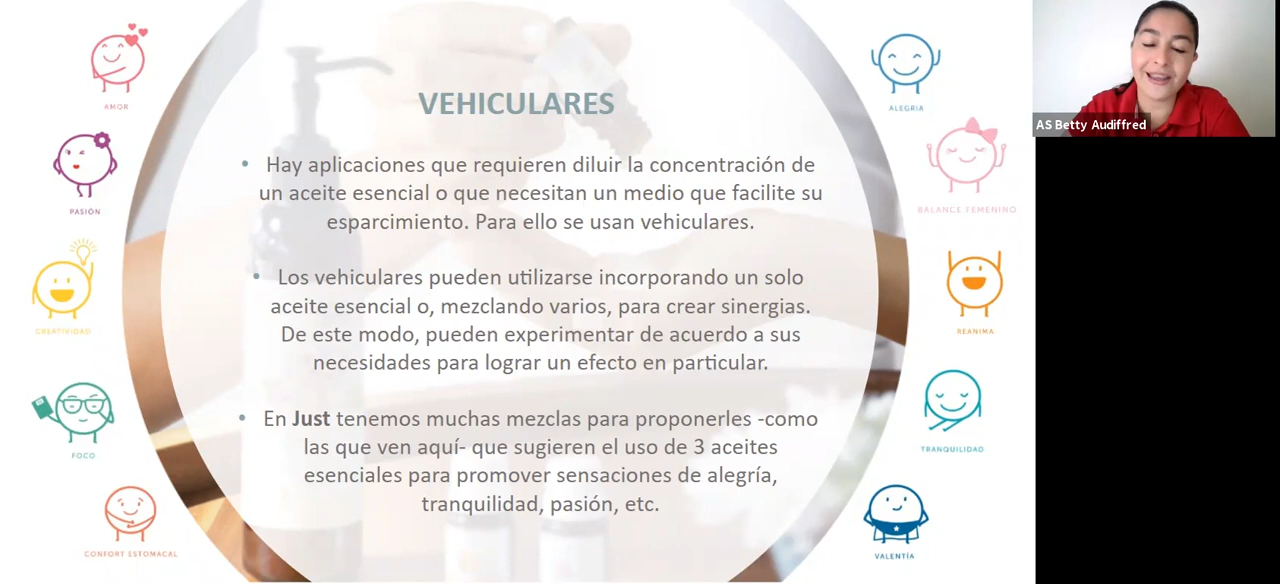 VEHICULARES
• Hay aplicaciones que requieren diluir la concentración de
un aceite esencial o que necesitan un medio que facilite su
esparcimiento. Para ello se usan vehiculares.
• Los vehiculares pueden utilizarse incorporando un solo
aceite esencial o, mezclando varios, para crear sinergias.
De este modo, pueden experimentar de acuerdo a sus
necesidades para lograr un efecto en particular.
• En Just tenemos muchas mezclas para proponerles -como
las que ven aquí- que sugieren el uso de 3 aceites
esenciales para promover sensaciones de alegría,
tranquilidad, pasión, etc.
AMOR
PASIÓN
CREATIVIDAD
FOCO
CONFORT ESTOMACAL
ALEGRIA
BALANCE FEMENINO
REANIMA
TRANQUILIDAD
VALENTÍA
AS Betty Audiffred